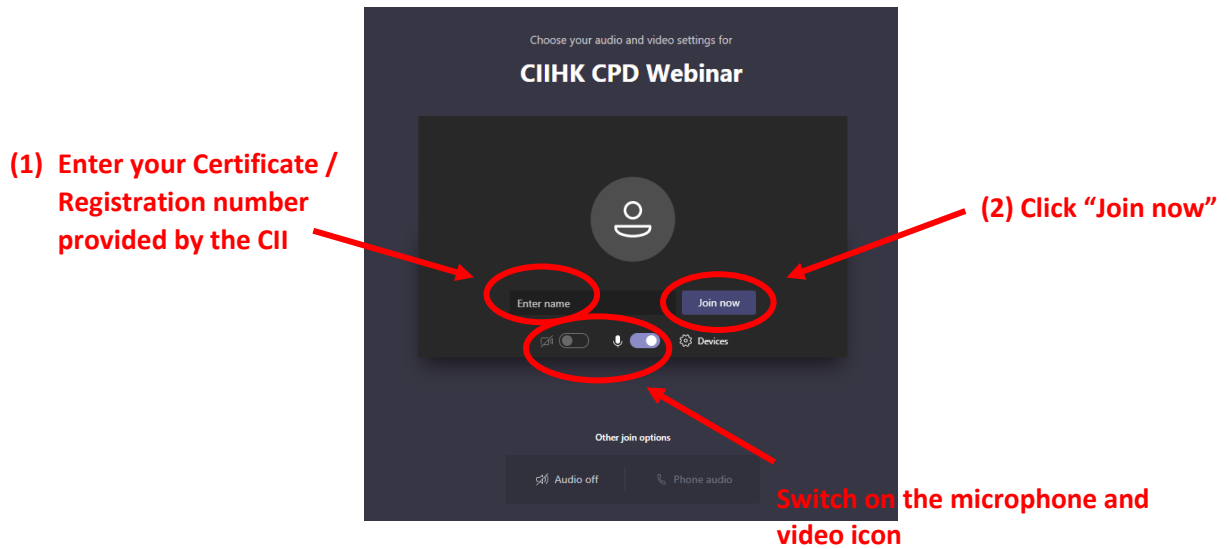 Choose your audio and video settings for
CIIHK CPD Webinar
(1) Enter your Certificate /
Registration number
provided by the CII
(2) Click “Join now”
Enter name
Join now
Devices
Other join options
Audio off
Phone audio
Switch on the microphone and
video icon